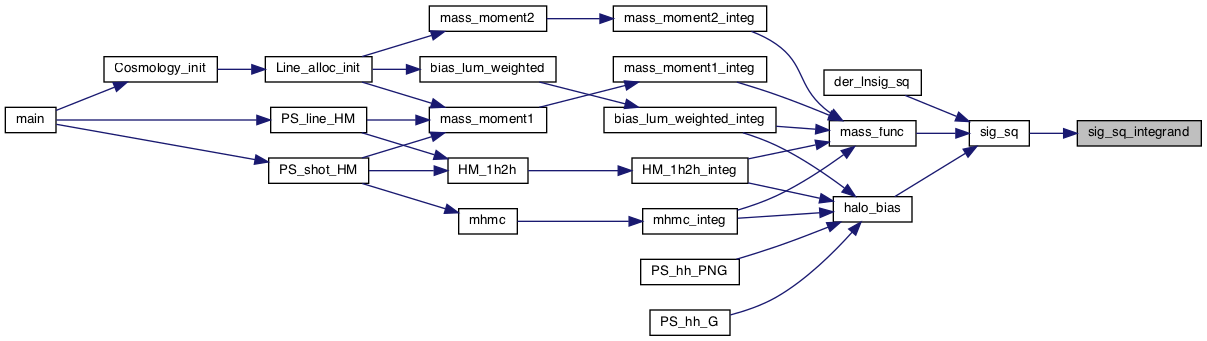 mass_moment2
mass_moment2_integ
Cosmology_init
Line_alloc_init
bias_lum_weighted
mass_moment1_integ
der_lnsig_sq
main
PS_line_HM
mass_moment1
bias_lum_weighted_integ
mass_func
sig_sq
sig_sq_integrand
PS_shot_HM
HM_1h2h
HM_1h2h_integ
halo_bias
mhmc
mhmc_integ
PS_hh_PNG
PS_hh_G